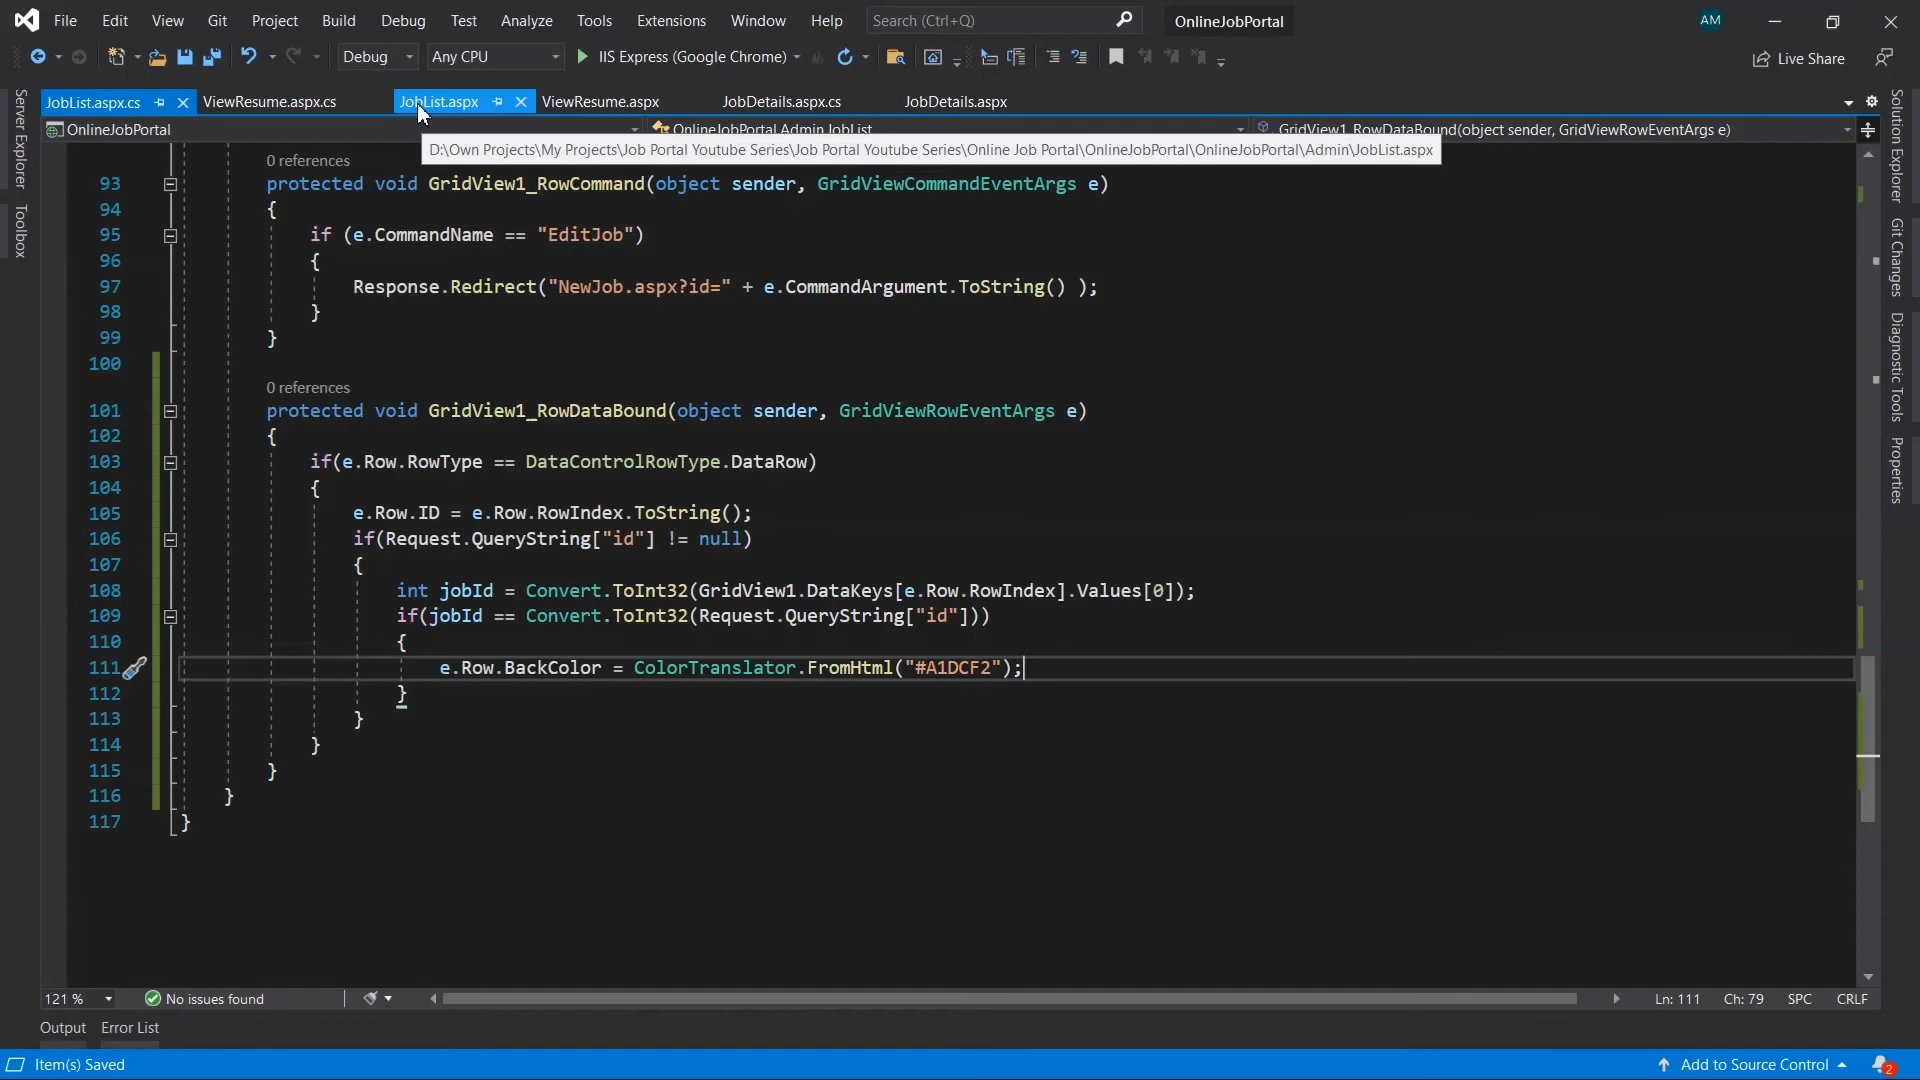 File Edit View Git Project Build Debug Test Analyze Tools Extensions Window Help Search (Ctrl+Q) OnlineJobPortal AM
Debug Any CPU IIS Express (Google Chrome) Live Share
JobList.aspx.cs ViewResume.aspx.cs JobList.aspx ViewResume.aspx JobDetails.aspx.cs JobDetails.aspx
OnlineJobPortal OnlineJobPortal.Admin.JobList GridView1_RowDataBound(object sender, GridViewRowEventArgs e)
D:\Own Projects\My Projects\Job Portal Youtube Series\Job Portal Youtube Series\Online Job Portal\OnlineJobPortal\OnlineJobPortal\Admin\JobList.aspx
Server Explorer
Toolbox
0 references
93 protected void GridView1_RowCommand(object sender, GridViewCommandEventArgs e)
94 {
95 if (e.CommandName == "EditJob")
96 {
97 Response.Redirect("NewJob.aspx?id=" + e.CommandArgument.ToString() );
98 }
99 }
100
0 references
101 protected void GridView1_RowDataBound(object sender, GridViewRowEventArgs e)
102 {
103 if(e.Row.RowType == DataControlRowType.DataRow)
104 {
105 e.Row.ID = e.Row.RowIndex.ToString();
106 if(Request.QueryString["id"] != null)
107 {
108 int jobId = Convert.ToInt32(GridView1.DataKeys[e.Row.RowIndex].Values[0]);
109 if(jobId == Convert.ToInt32(Request.QueryString["id"]))
110 {
111 e.Row.BackColor = ColorTranslator.FromHtml("#A1DCF2");
112 }
113 }
114 }
115 }
116 }
117 }
Solution Explorer
Git Changes
Diagnostic Tools
Properties
121 % No issues found Ln: 111 Ch: 79 SPC CRLF
Output Error List
Item(s) Saved Add to Source Control 2